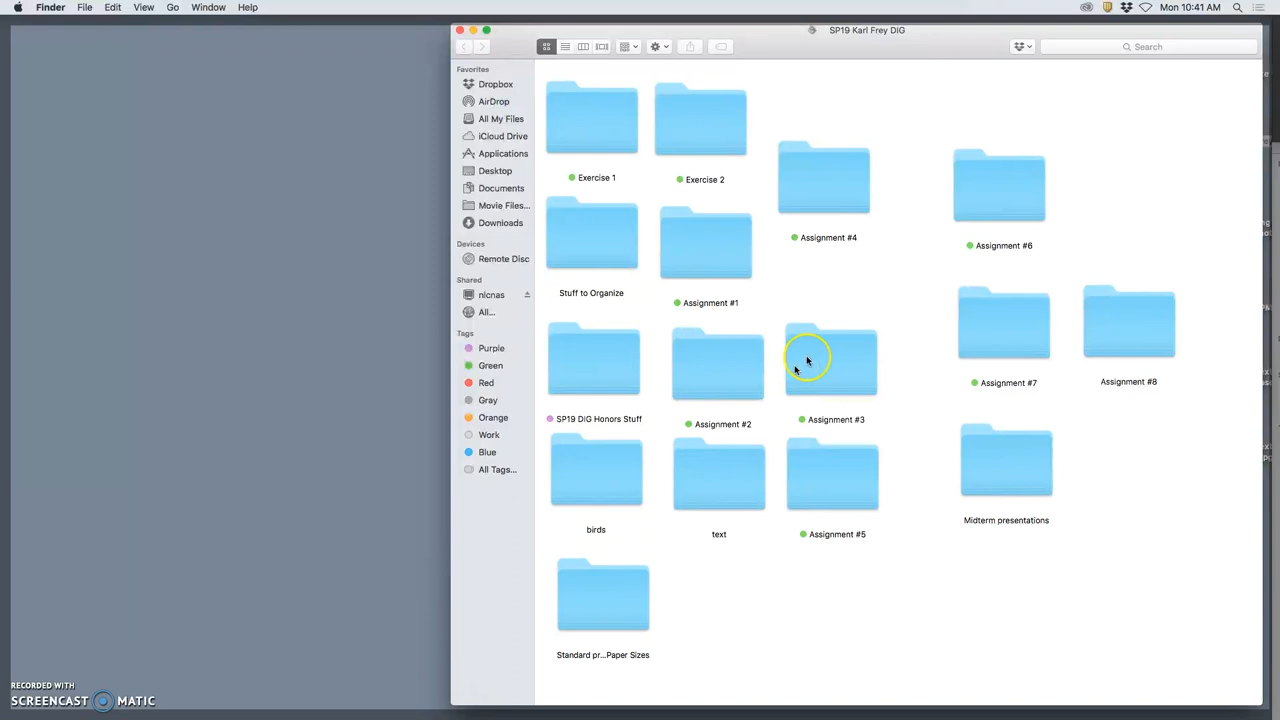 Finder File Edit View Go Window Help Mon 10:41 AM
SP19 Karl Frey DIG
Search
Favorites
Dropbox
AirDrop
All My Files
iCloud Drive
Applications
Desktop
Documents
Movie Files...
Downloads
Devices
Remote Disc
Shared
nicnas
All...
Tags
Purple
Green
Red
Gray
Orange
Work
Blue
All Tags...
Exercise 1
Exercise 2
Assignment #4
Assignment #6
Stuff to Organize
Assignment #1
Assignment #7
Assignment #8
SP19 DiG Honors Stuff
Assignment #2
Assignment #3
Midterm presentations
birds
text
Assignment #5
Standard pr...Paper Sizes
RECORDED WITH
SCREENCAST MATIC